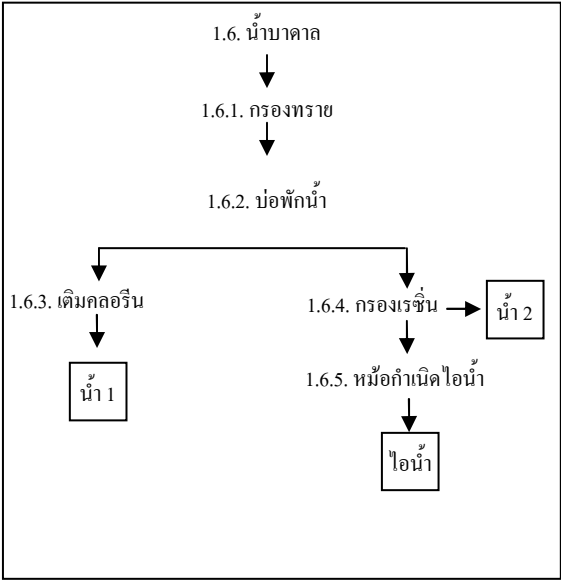 1.6. น้ำบาดาล
1.6.1. กรองทราย
1.6.2. บ่อพักน้ำ
1.6.3. เติมคลอรีน
1.6.4. กรองเรซิ่น
น้ำ 2
1.6.5. หม้อกำเนิดไอน้ำ
น้ำ 1
ไอน้ำ